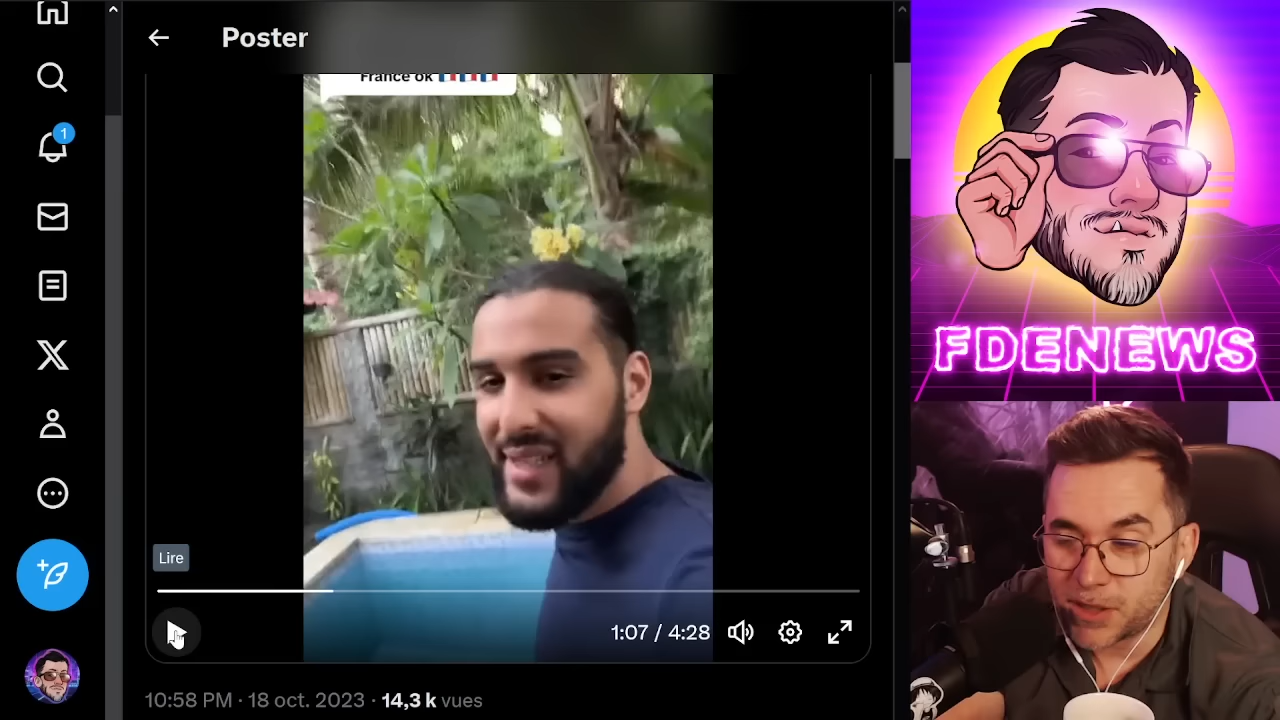 Poster
France ok
1
Lire
1:07 / 4:28
10:58 PM · 18 oct. 2023 · 14,3 k vues
FDENEWS